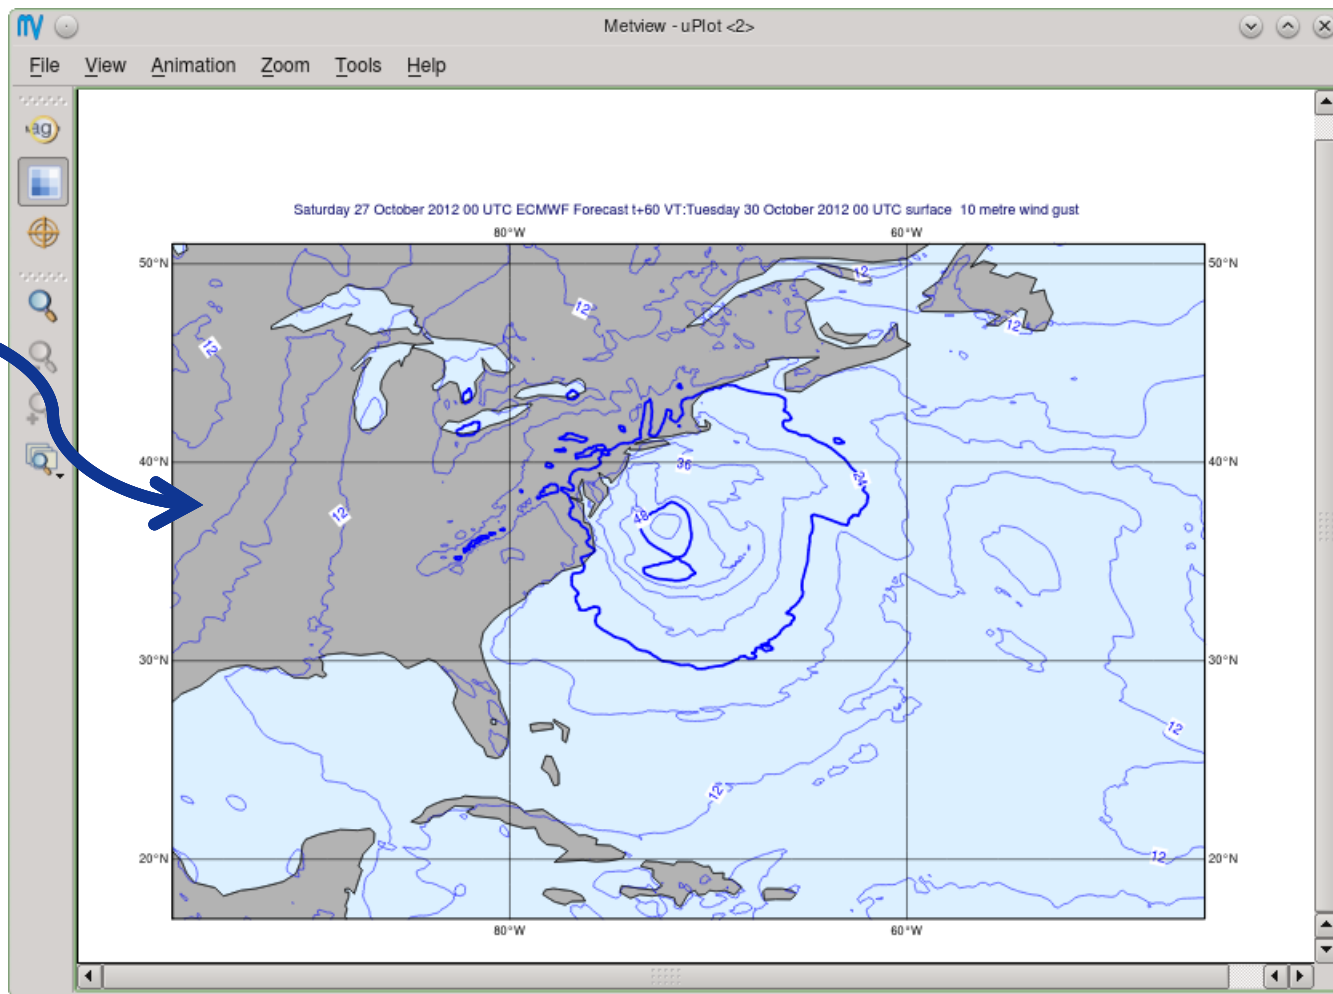 Metview - uPlot <2>
File View Animation Zoom Tools Help
ag
Saturday 27 October 2012 00 UTC ECMWF Forecast t+60 VT:Tuesday 30 October 2012 00 UTC surface 10 metre wind gust
80°W 60°W
50°N 50°N
12
12
12
12
40°N 36 24 40°N
12 48
30°N 30°N
12
12
20°N 12 20°N
80°W 60°W